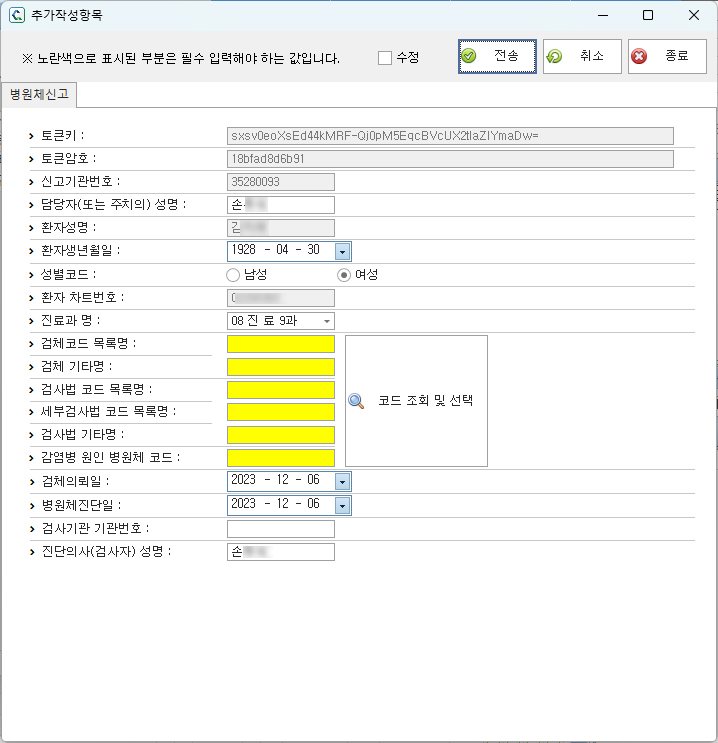 추가작성항목
※ 노란색으로 표시된 부분은 필수 입력해야 하는 값입니다. 수정 전송 취소 종료
병원체신고
토큰키 : sxsv0eoXsEd44kMRF-Qj0pM5EqcBVcUX2tlaZIYmaDw=
토큰암호 : 18bfad8d6b91
신고기관번호 : 35280093
담당자(또는 주치의) 성명 : 손
환자성명 : 김
환자생년월일 : 1928 - 04 - 30
성별코드 : 남성 여성
환자 차트번호 :
진료과 명 : 08 진 료 9과
검체코드 목록명 :
검체 기타명 :
검사법 코드 목록명 :
코드 조회 및 선택
세부검사법 코드 목록명 :
검사법 기타명 :
감염병 원인 병원체 코드 :
검체의뢰일 : 2023 - 12 - 06
병원체진단일 : 2023 - 12 - 06
검사기관 기관번호 :
진단의사(검사자) 성명 : 손